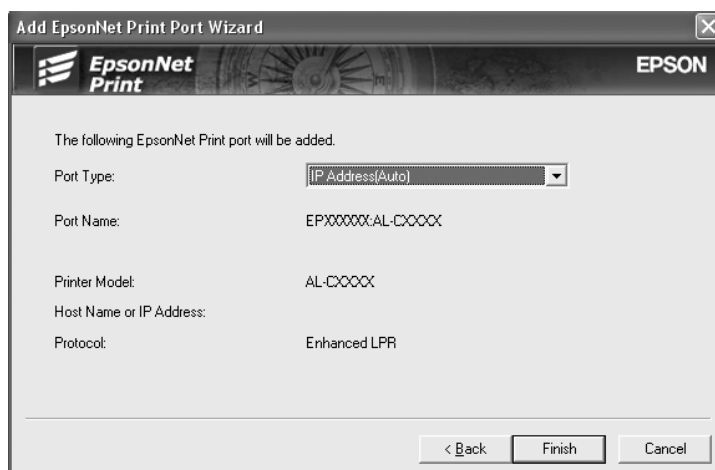 Add EpsonNet Print Port Wizard
EpsonNet
Print
EPSON
The following EpsonNet Print port will be added.
Port Type: IP Address(Auto)
Port Name: EPXXXXXX:AL-CXXXX
Printer Model: AL-CXXXX
Host Name or IP Address:
Protocol: Enhanced LPR
< Back Finish Cancel